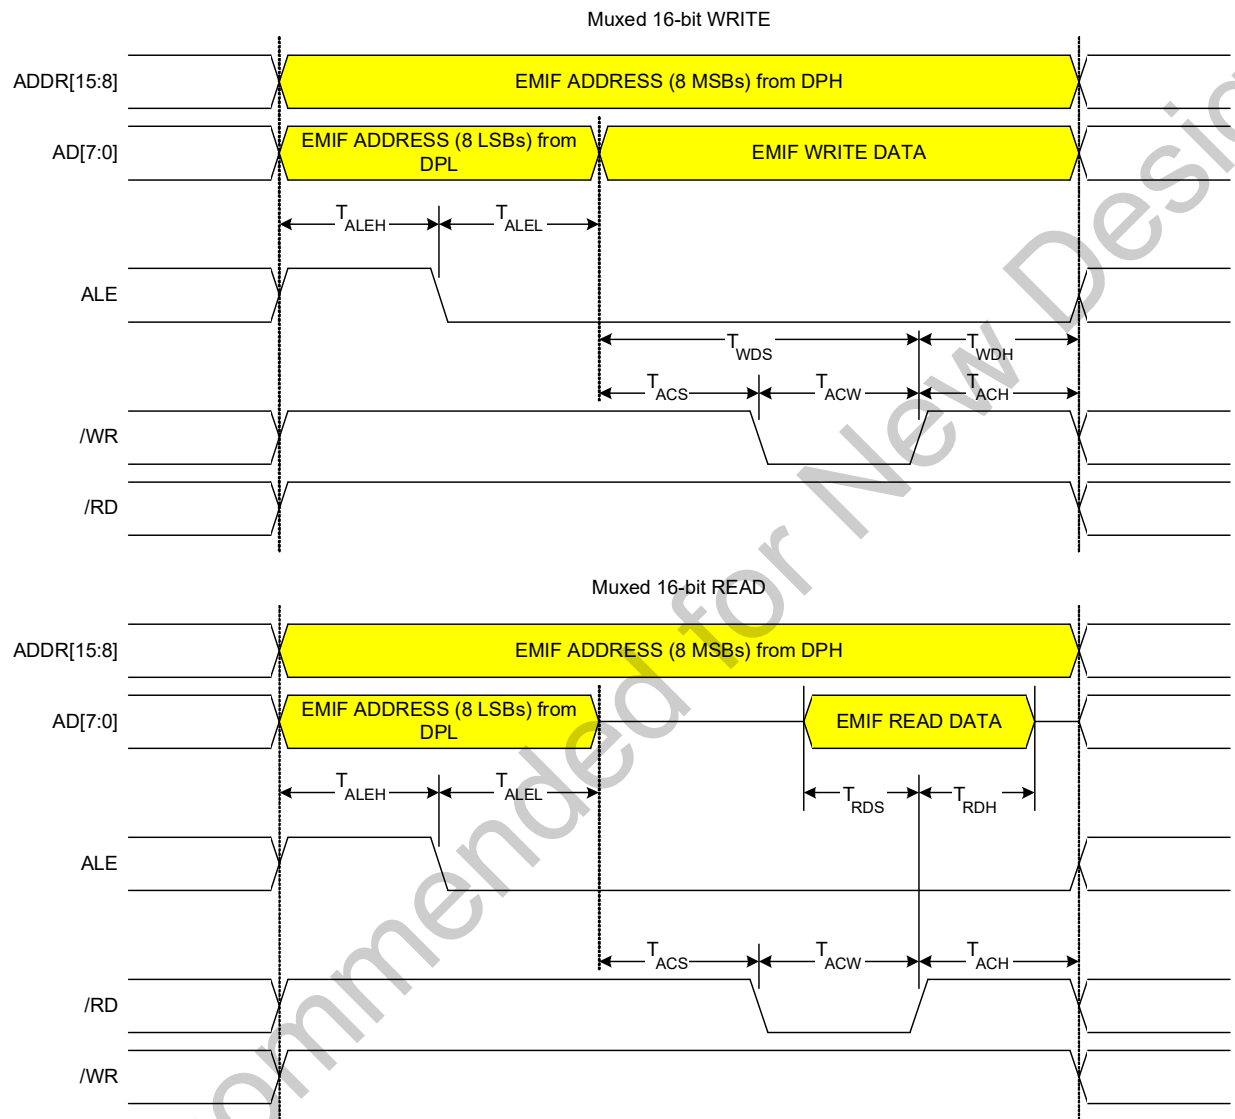 Muxed 16-bit WRITE
ADDR[15:8]
EMIF ADDRESS (8 MSBs) from DPH
AD[7:0]
EMIF ADDRESS (8 LSBs) from
DPL
EMIF WRITE DATA
TALEH
TALEL
ALE
TWDS
TWDH
TACS
TACW
TACH
/WR
/RD
Muxed 16-bit READ
ADDR[15:8]
EMIF ADDRESS (8 MSBs) from DPH
AD[7:0]
EMIF ADDRESS (8 LSBs) from
DPL
EMIF READ DATA
TALEH
TALEL
TRDS
TRDH
ALE
TACS
TACW
TACH
/RD
/WR
ommended for New Desig